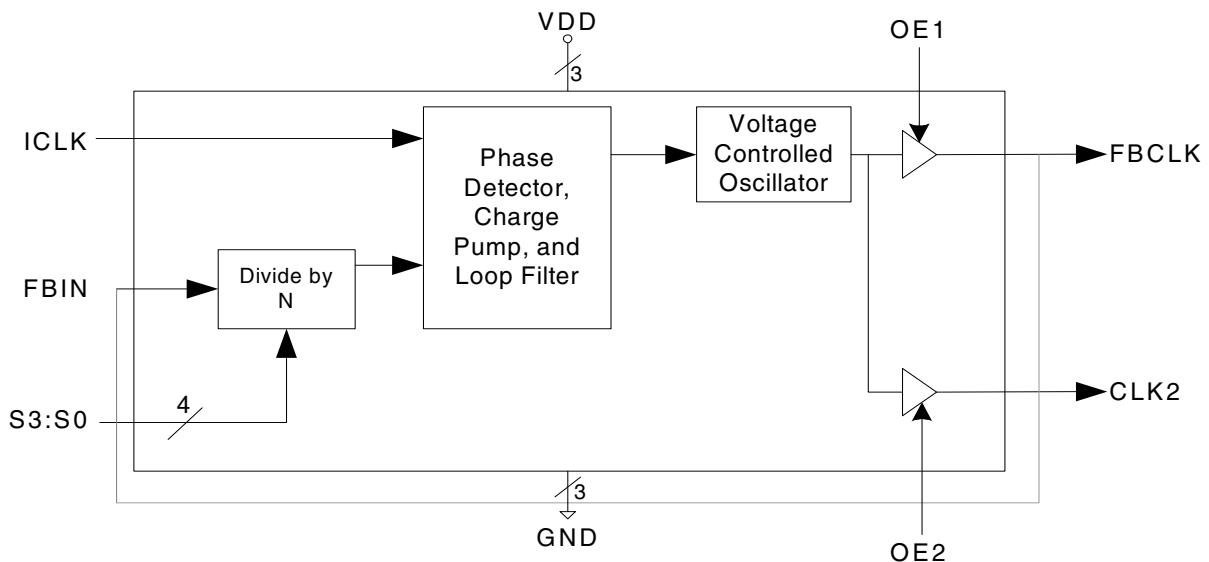 VDD
3
OE1
ICLK
Phase
Detector,
Charge
Pump, and
Loop Filter
Voltage
Controlled
Oscillator
FBCLK
FBIN
Divide by
N
S3:S0
4
CLK2
3
GND
OE2